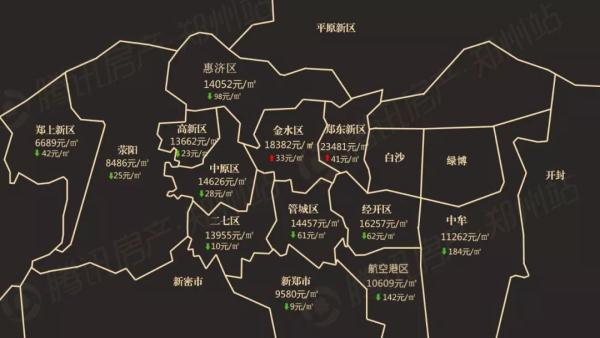 平原新区
惠济区
14052元/㎡
98元/㎡
郑上新区
6689元/㎡
42元/㎡
荥阳
8486元/㎡
25元/㎡
高新区
13662元/㎡
23元/㎡
金水区
18382元/㎡
33元/㎡
郑东新区
23481元/㎡
41元/㎡
白沙
绿博
开封
中原区
14626元/㎡
28元/㎡
二七区
13955元/㎡
10元/㎡
管城区
14457元/㎡
61元/㎡
经开区
16257元/㎡
62元/㎡
中牟
11262元/㎡
184元/㎡
新密市
新郑市
9580元/㎡
9元/㎡
航空港区
10609元/㎡
142元/㎡
腾讯房产·郑州站